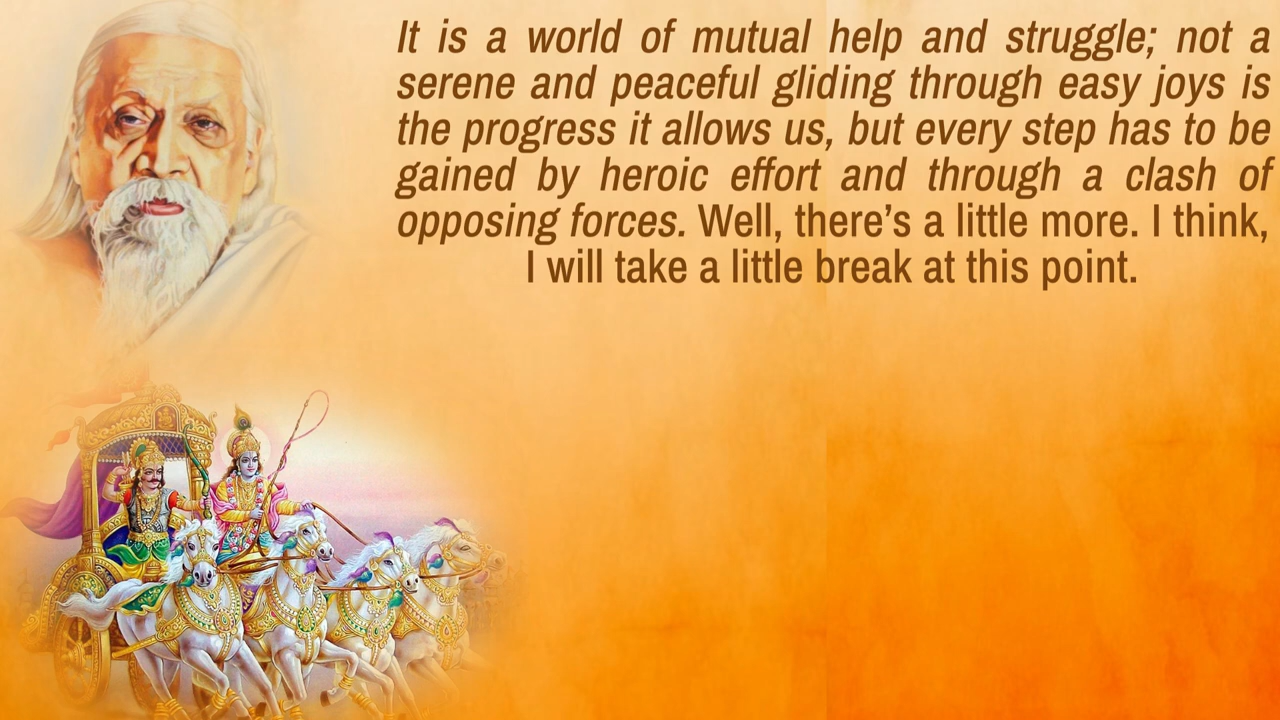 It is a world of mutual help and struggle; not a
serene and peaceful gliding through easy joys is
the progress it allows us, but every step has to be
gained by heroic effort and through a clash of
opposing forces. Well, there’s a little more. I think,
I will take a little break at this point.